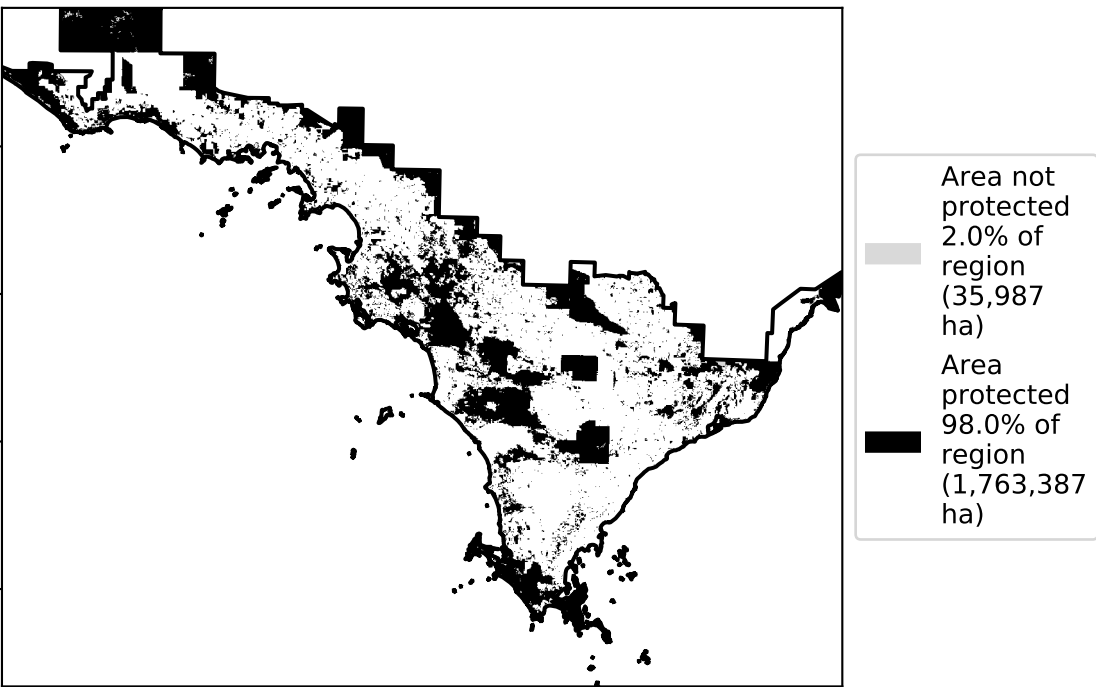 Area not
protected
2.0% of
region
(35,987
ha)
Area
protected
98.0% of
region
(1,763,387
ha)